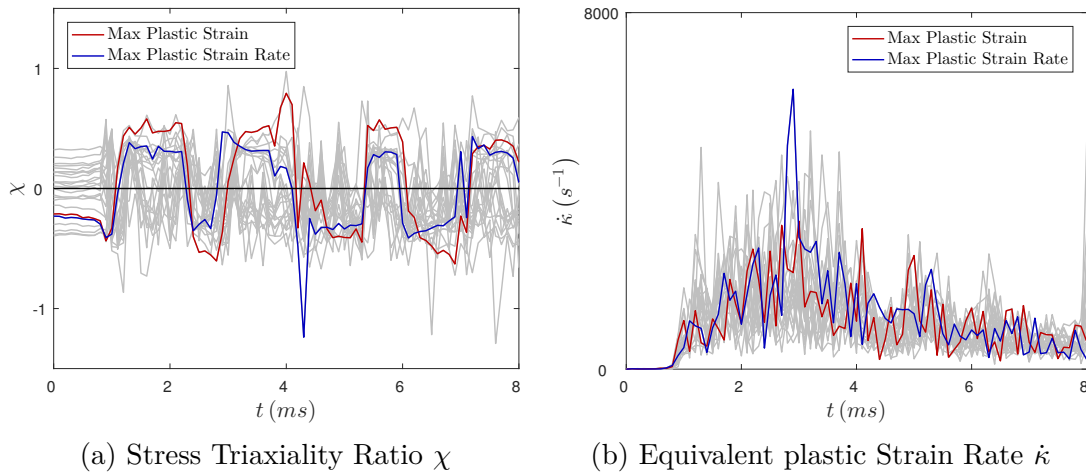 Max Plastic Strain
Max Plastic Strain Rate
1
0
-1
χ
0
2
4
6
8
t (ms)
(a) Stress Triaxiality Ratio χ
Max Plastic Strain
Max Plastic Strain Rate
8000
0
κ̇ (s⁻¹)
0
2
4
6
8
t (ms)
(b) Equivalent plastic Strain Rate κ̇